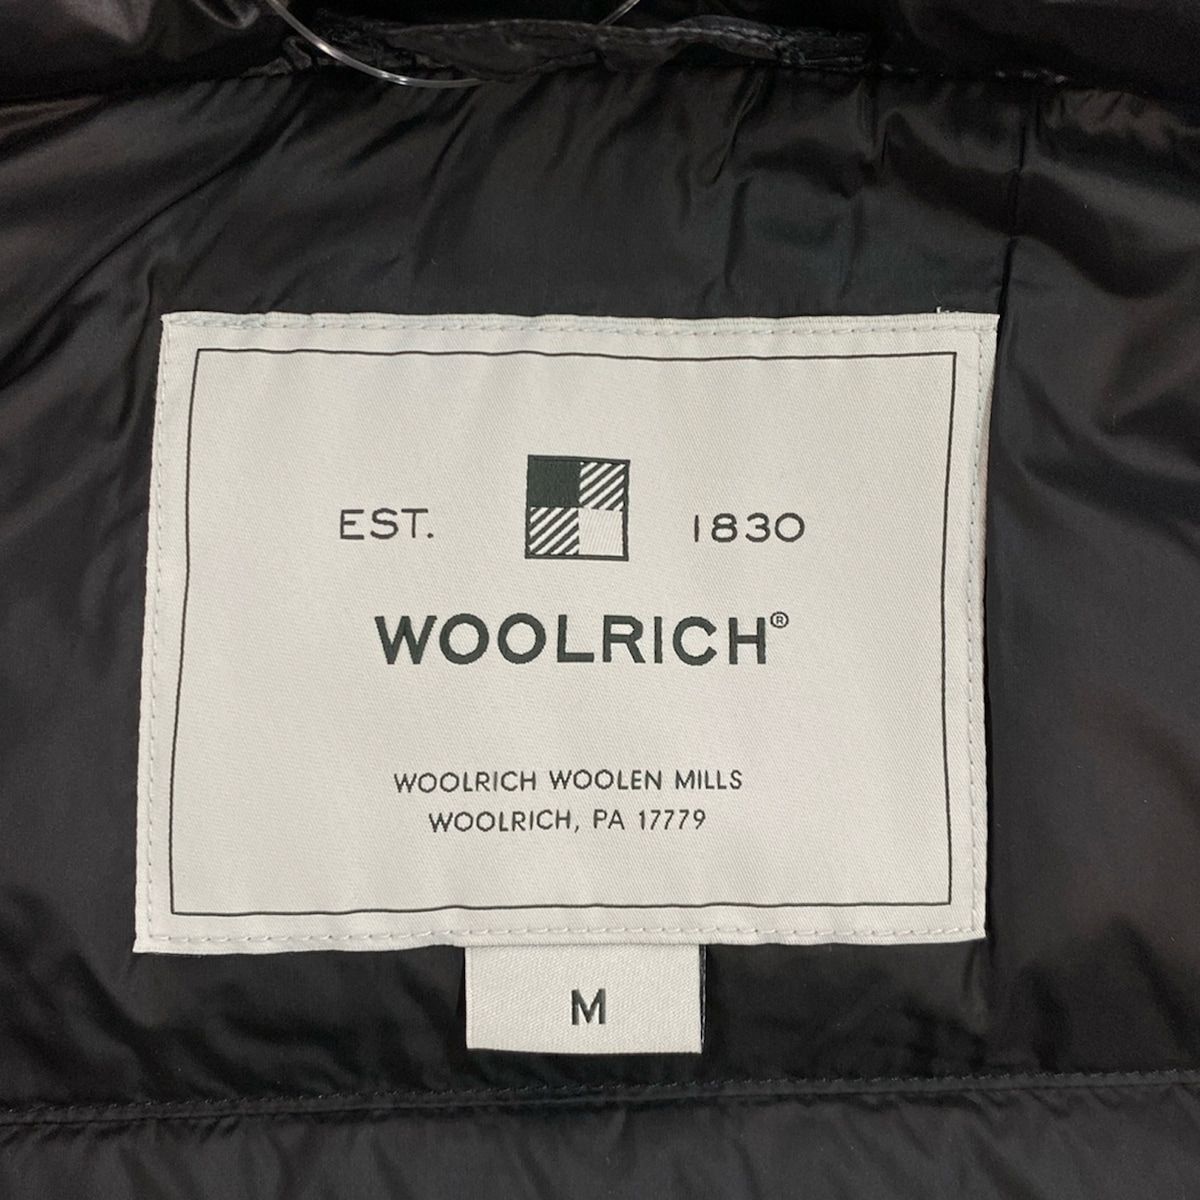 EST. 1830
WOOLRICH®
WOOLRICH WOOLEN MILLS
WOOLRICH, PA 17779
M